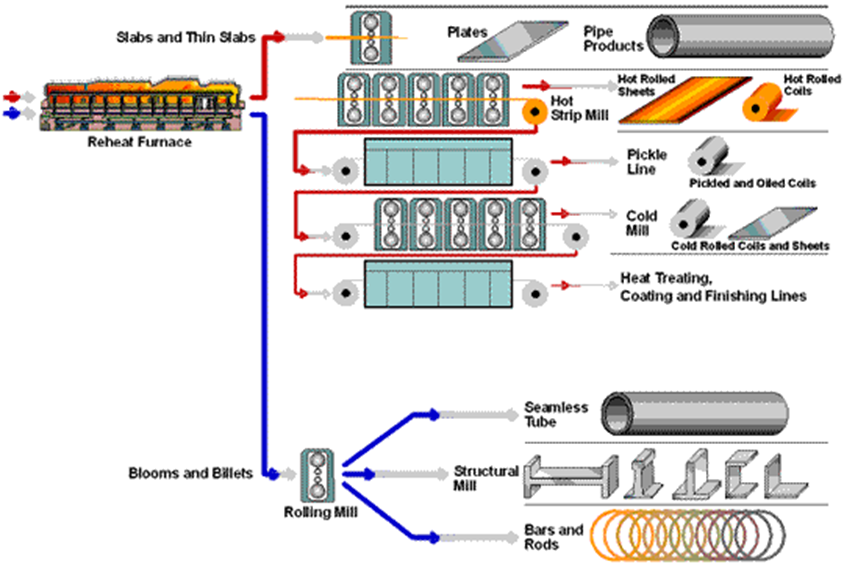 Slabs and Thin Slabs
Plates
Pipe
Products
Reheat Furnace
Hot
Strip Mill
Hot Rolled
Sheets
Hot Rolled
Coils
Pickle
Line
Pickled and Oiled Coils
Cold
Mill
Cold Rolled Coils and Sheets
Heat Treating,
Coating and Finishing Lines
Blooms and Billets
Rolling Mill
Seamless
Tube
Structural
Mill
Bars and
Rods